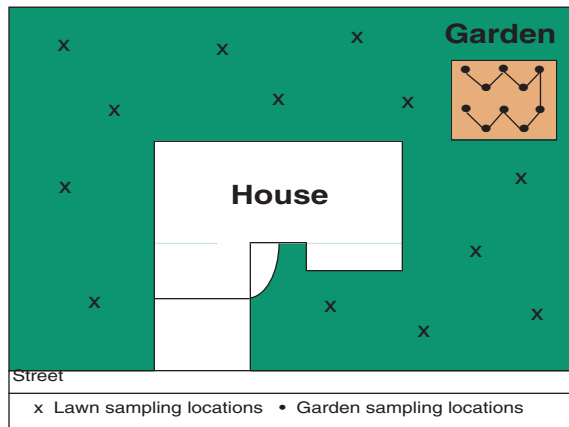 Garden
House
Street
x Lawn sampling locations • Garden sampling locations